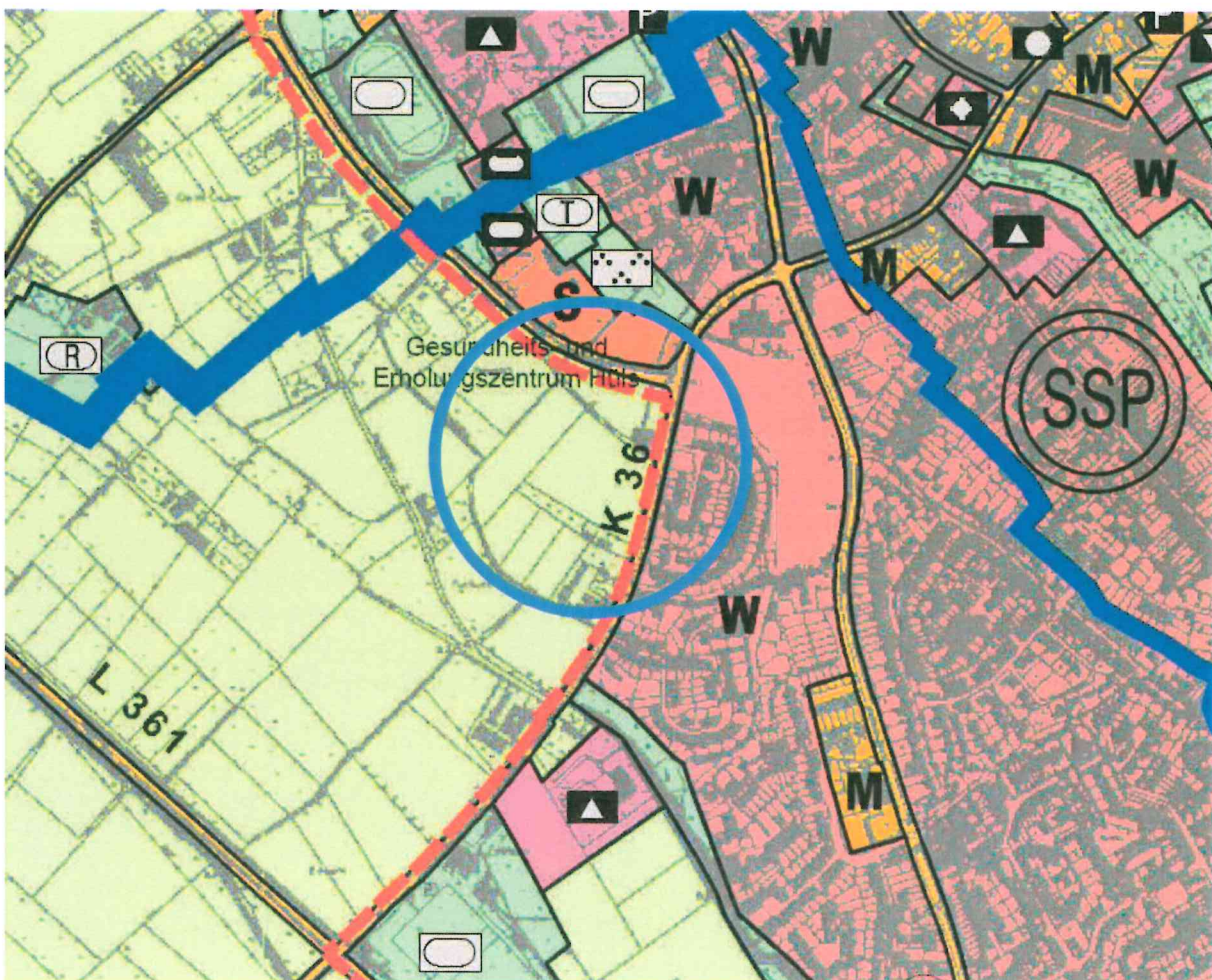 P
P
W
M
W
W
T
M
S
R
Gesundheits- und
Erholungszentrum Hüls
SSP
K 36
W
L 361
M